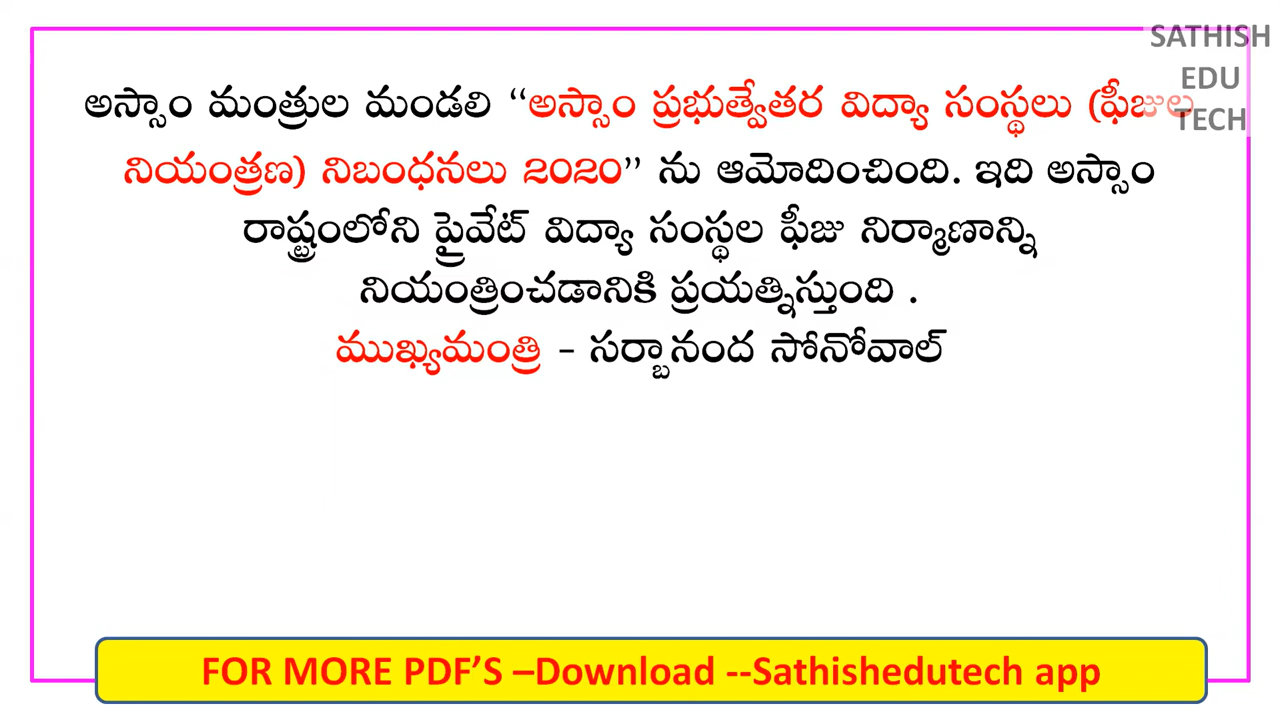 SATHISH
EDU
TECH
అస్సాం మంత్రుల మండలి “అస్సాం ప్రభుత్వేతర విద్యా సంస్థలు (ఫీజుల
నియంత్రణ) నిబంధనలు 2020” ను ఆమోదించింది. ఇది అస్సాం
రాష్ట్రంలోని ప్రైవేట్ విద్యా సంస్థల ఫీజు నిర్మాణాన్ని
నియంత్రించడానికి ప్రయత్నిస్తుంది .
ముఖ్యమంత్రి – సర్బానంద సోనోవాల్
FOR MORE PDF’S –Download --Sathishedutech app